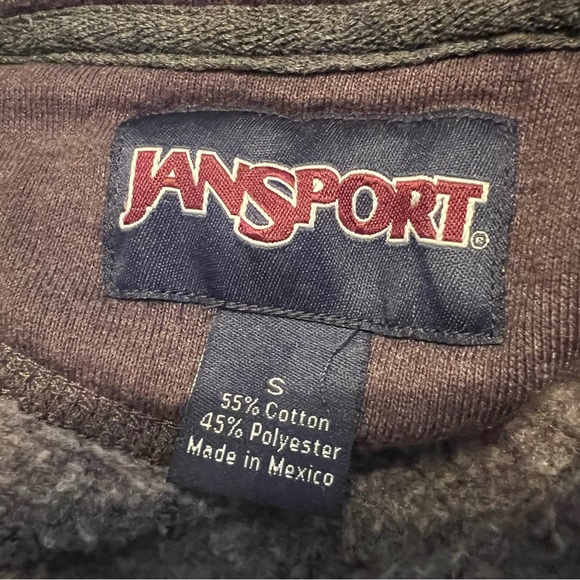 JANSPORT®
S
55% Cotton
45% Polyester
Made in Mexico